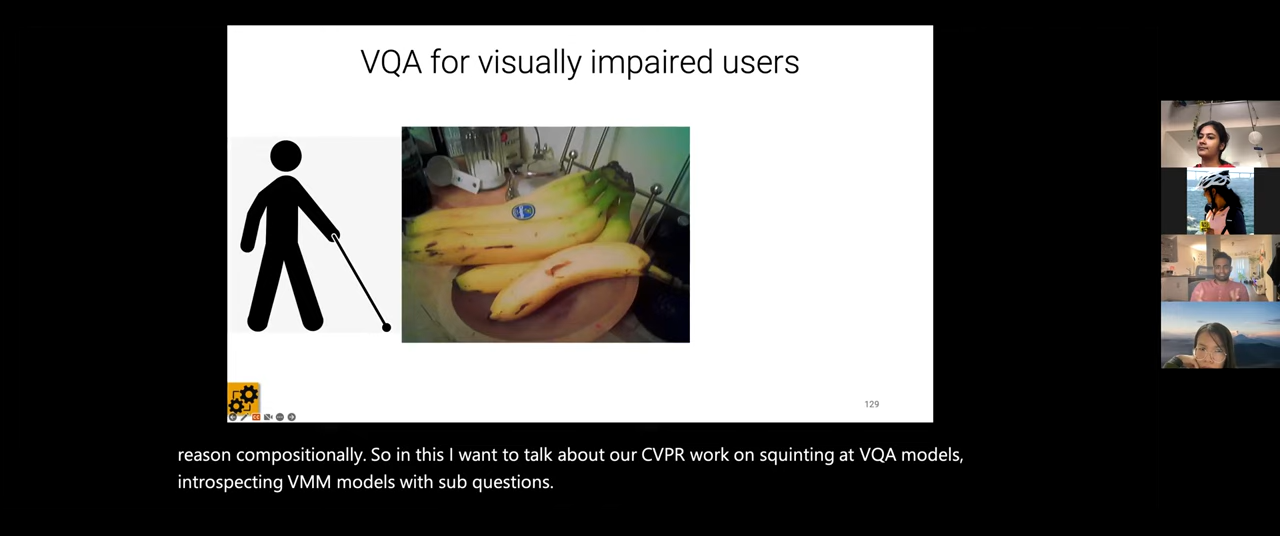 VQA for visually impaired users
129
reason compositionally. So in this I want to talk about our CVPR work on squinting at VQA models,
introspecting VMM models with sub questions.